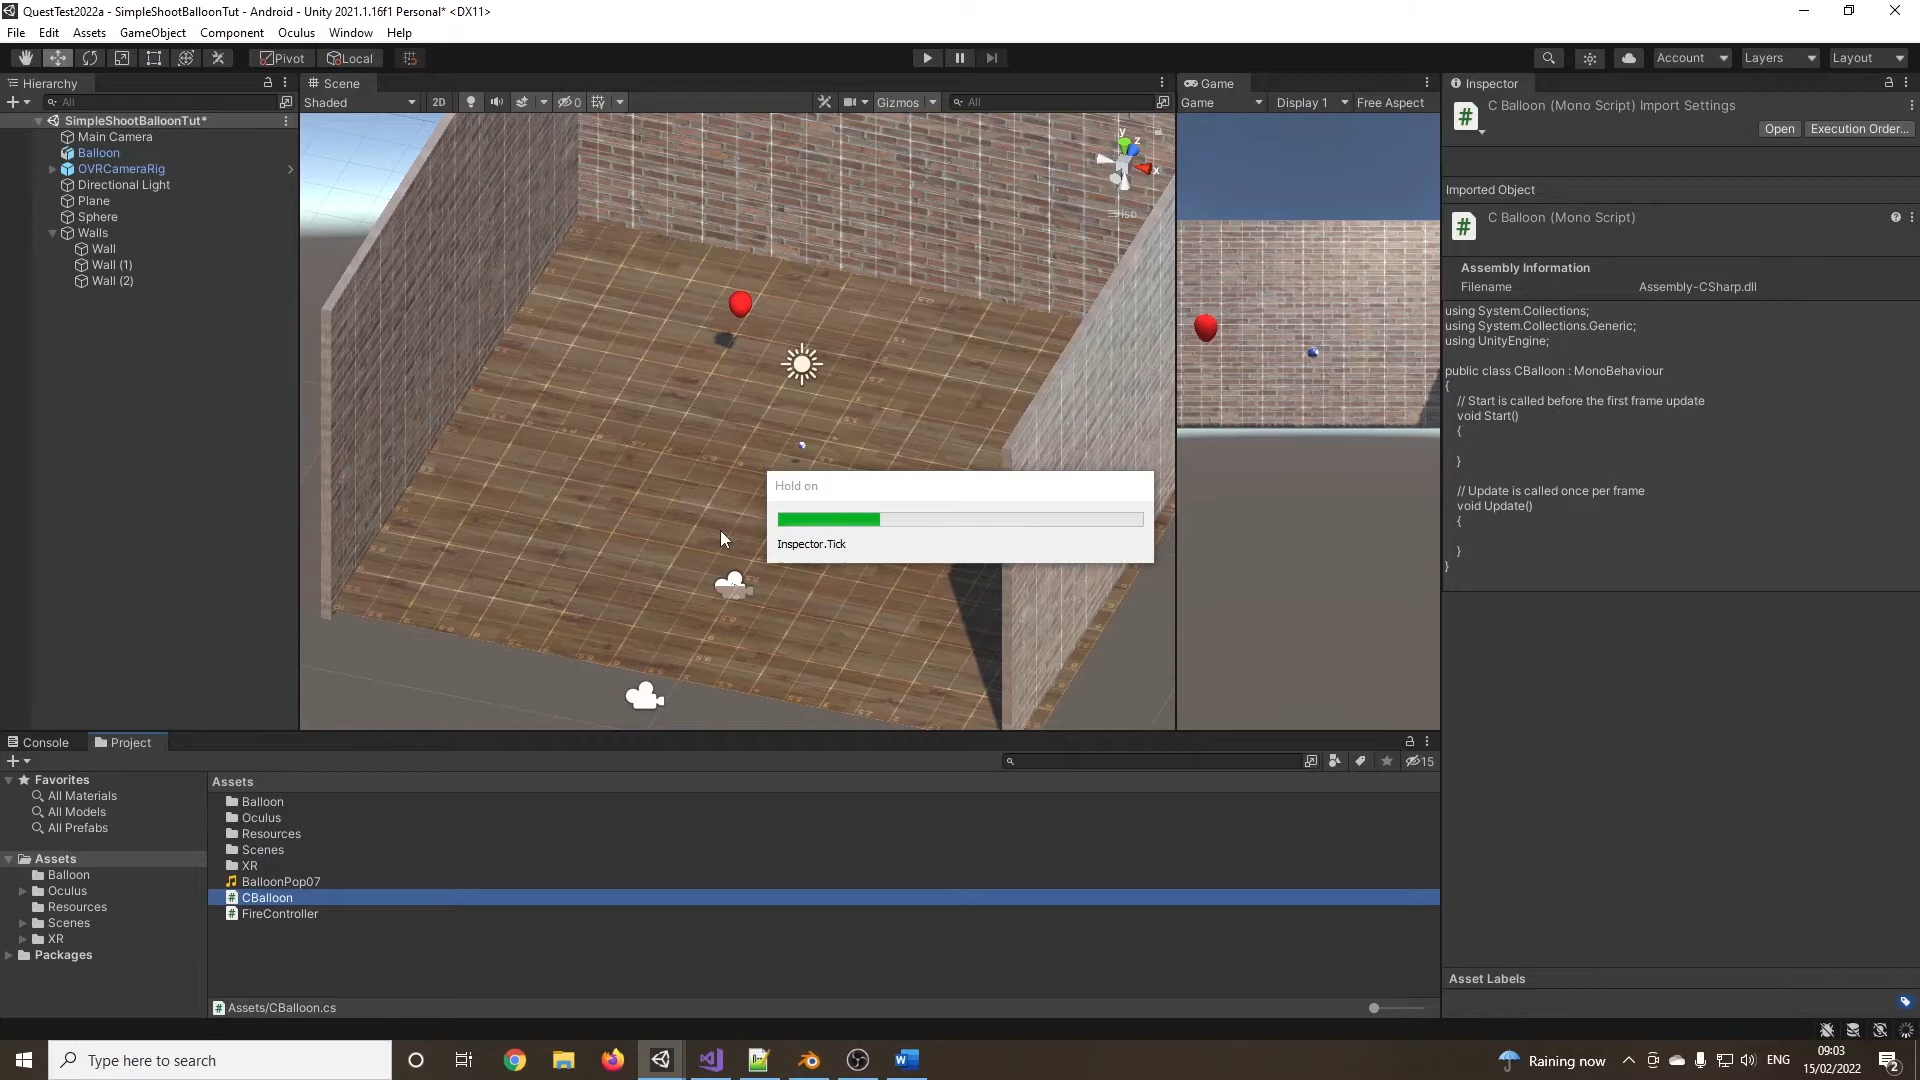 QuestTest2022a - SimpleShootBalloonTut - Android - Unity 2021.1.16f1 Personal* <DX11>
File Edit Assets GameObject Component Oculus Window Help
Pivot Local Account Layers Layout
Hierarchy
All
SimpleShootBalloonTut*
Main Camera
Balloon
OVRCameraRig
Directional Light
Plane
Sphere
Walls
Wall
Wall (1)
Wall (2)
Scene
Shaded 2D 0 Gizmos All
y
z
x
Iso
Hold on
Inspector.Tick
Game
Game Display 1 Free Aspect
Inspector
C Balloon (Mono Script) Import Settings
Open Execution Order...
Imported Object
C Balloon (Mono Script)
Assembly Information
Filename Assembly-CSharp.dll
using System.Collections;
using System.Collections.Generic;
using UnityEngine;
public class CBalloon : MonoBehaviour
{
// Start is called before the first frame update
void Start()
{
}
// Update is called once per frame
void Update()
{
}
}
Asset Labels
Console Project
15
Favorites
All Materials
All Models
All Prefabs
Assets
Balloon
Oculus
Resources
Scenes
XR
Packages
Assets
Balloon
Oculus
Resources
Scenes
XR
BalloonPop07
CBalloon
FireController
Assets/CBalloon.cs
Type here to search
Raining now
ENG
09:03
15/02/2022
2